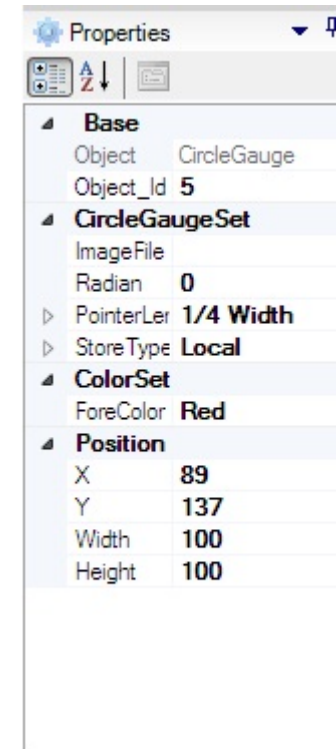 Properties
Base
Object CircleGauge
Object_Id 5
CircleGaugeSet
ImageFile
Radian 0
PointerLer 1/4 Width
StoreType Local
ColorSet
ForeColor Red
Position
X 89
Y 137
Width 100
Height 100